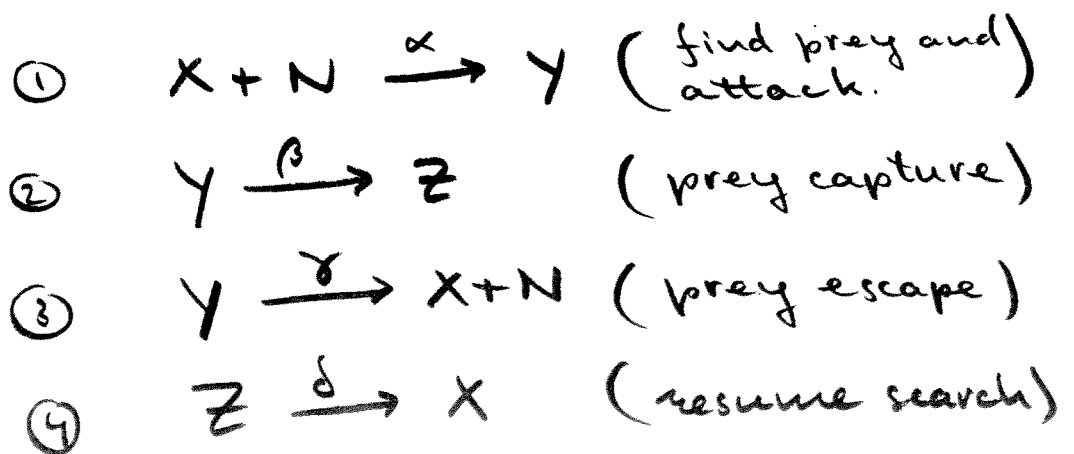 ① X + N α→ Y (find prey and attack.)
② Y β→ Z (prey capture)
③ Y γ→ X+N (prey escape)
④ Z δ→ X (resume search)